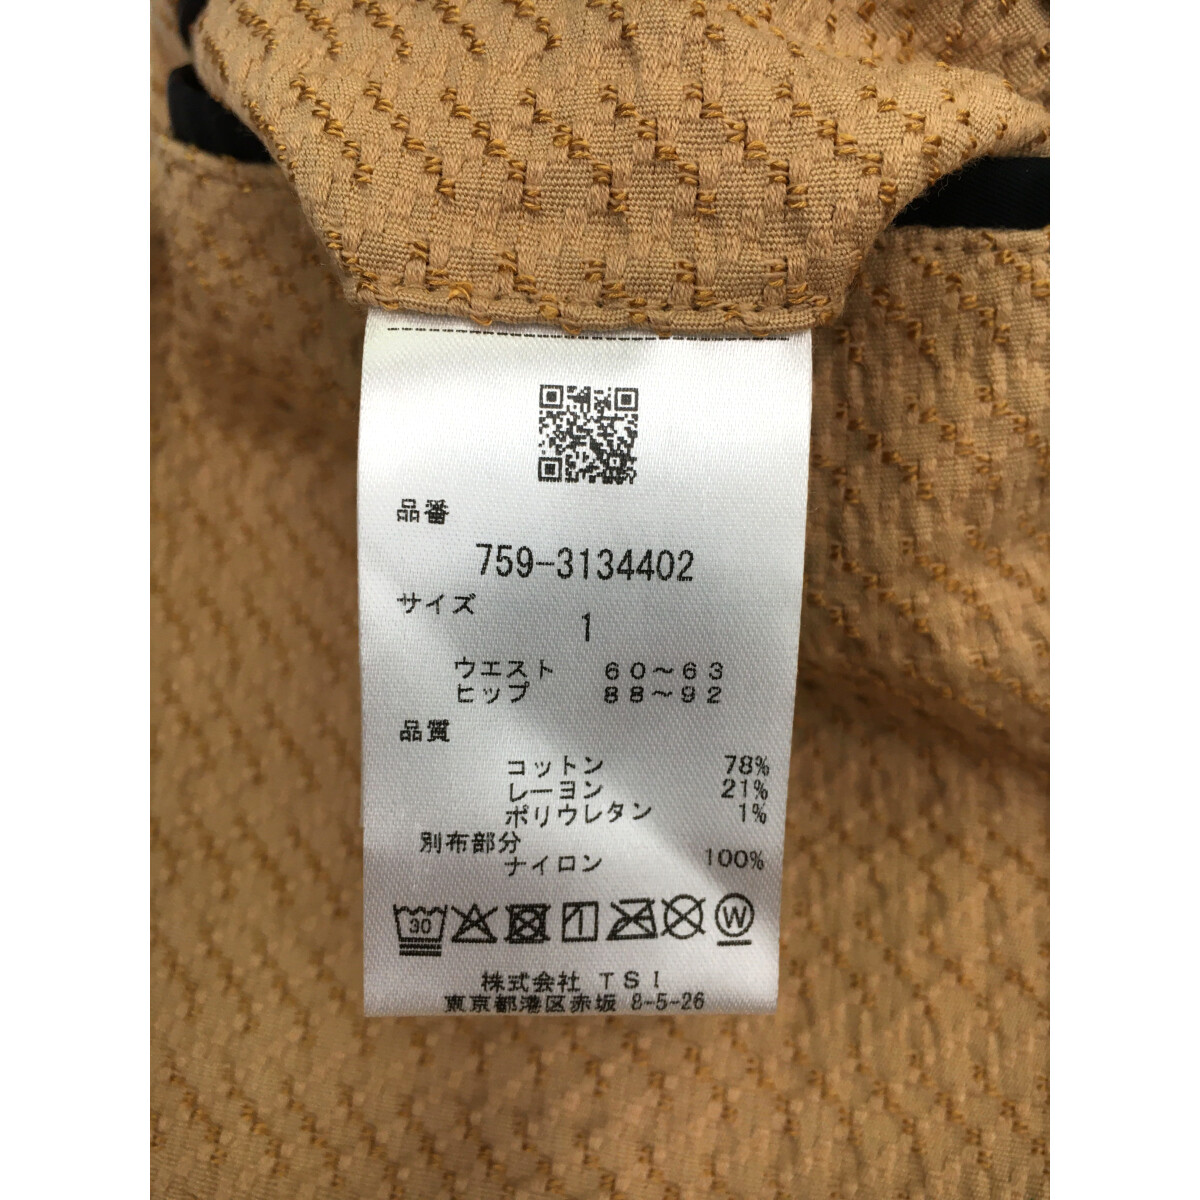 品番
759-3134402
サイズ
1
ウエスト 60～63
ヒップ 88～92
品質
コットン 78%
レーヨン 21%
ポリウレタン 1%
別布部分
ナイロン 100%
30 W
株式会社 TSI
東京都港区赤坂 8-5-26